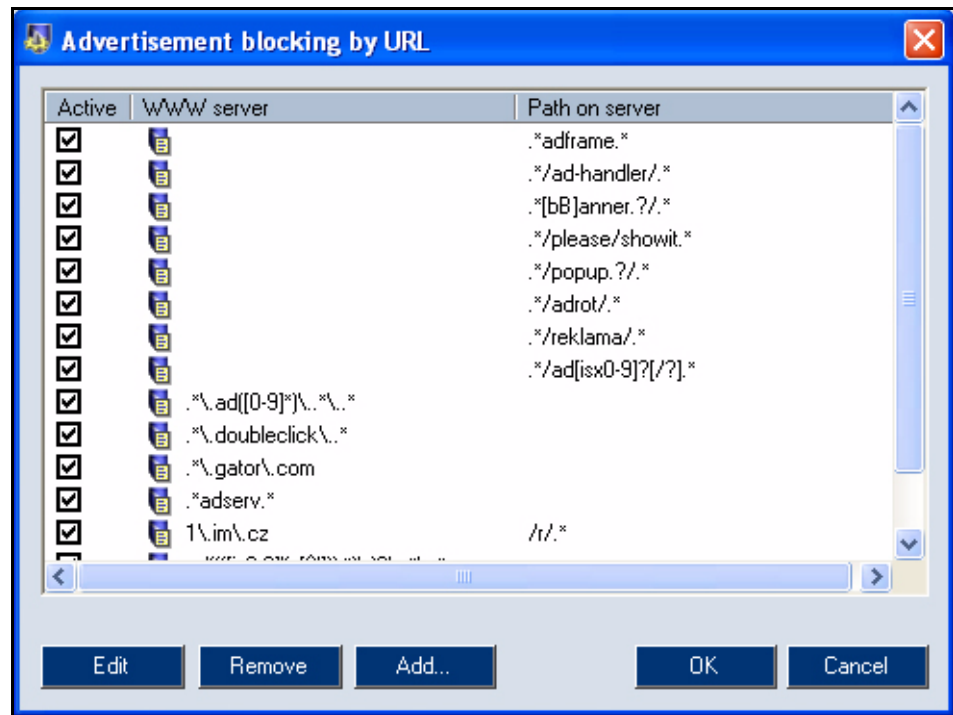 Advertisement blocking by URL
Active WWW server Path on server
.*adframe.*
.*/ad-handler/.*
.*[bB]anner.?/.*
.*/please/showit.*
.*/popup.?/.*
.*/adrot/.*
.*/reklama/.*
.*/ad[isx0-9]?[/?].*
.*\.ad([0-9]*)\..*\..*
.*\.doubleclick\..*
.*\.gator\.com
.*adserv.*
1\.im\.cz /r/.*
Edit Remove Add... OK Cancel